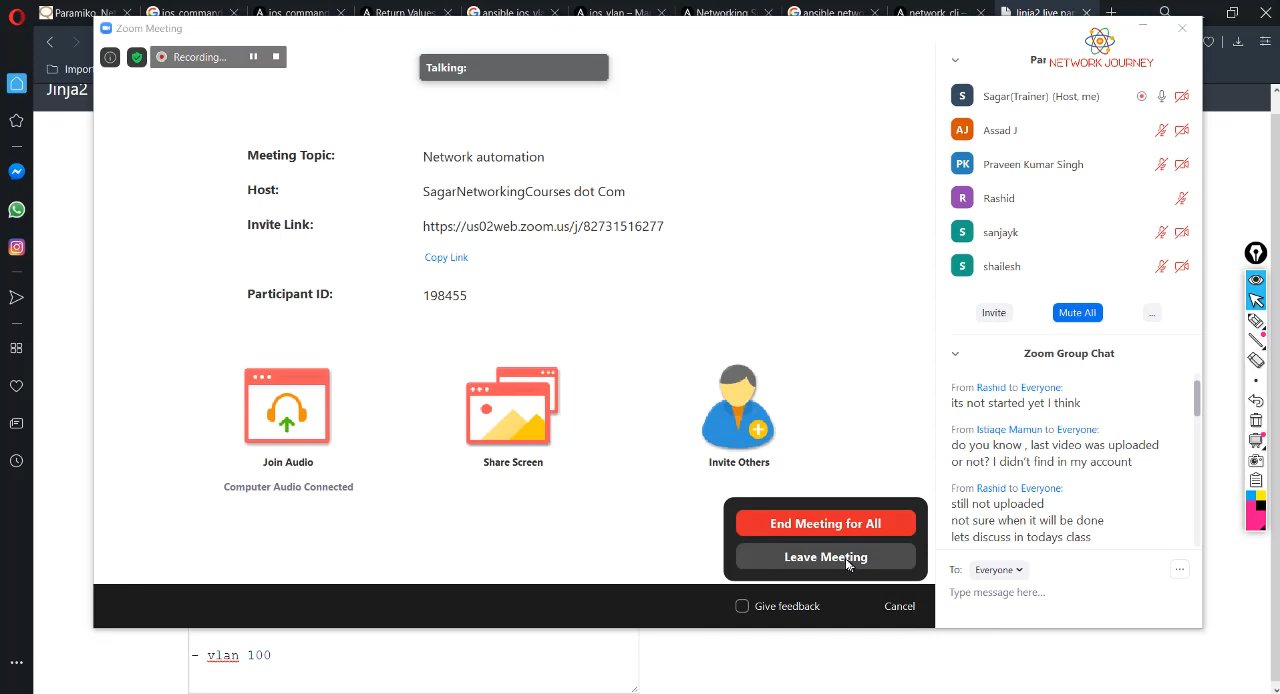 Paramiko_Net
ios_command
ios_command
Return Values
ansible ios_vla
ios_vlan – Ma
Networking S
ansible netwo
network_cli –
Jinja2 live par
Import
Jinja2
Zoom Meeting
Recording...
Talking:
Par
NETWORK JOURNEY
Meeting Topic:
Network automation
Host:
SagarNetworkingCourses dot Com
Invite Link:
https://us02web.zoom.us/j/82731516277
Copy Link
Participant ID:
198455
Join Audio
Computer Audio Connected
Share Screen
Invite Others
End Meeting for All
Leave Meeting
Give feedback
Cancel
S
Sagar(Trainer) (Host, me)
AJ
Assad J
PK
Praveen Kumar Singh
R
Rashid
S
sanjayk
S
shailesh
Invite
Mute All
...
Zoom Group Chat
From Rashid to Everyone:
its not started yet I think
From Istiaqe Mamun to Everyone:
do you know , last video was uploaded
or not? I didn't find in my account
From Rashid to Everyone:
still not uploaded
not sure when it will be done
lets discuss in todays class
To: Everyone
Type message here...
- vlan 100